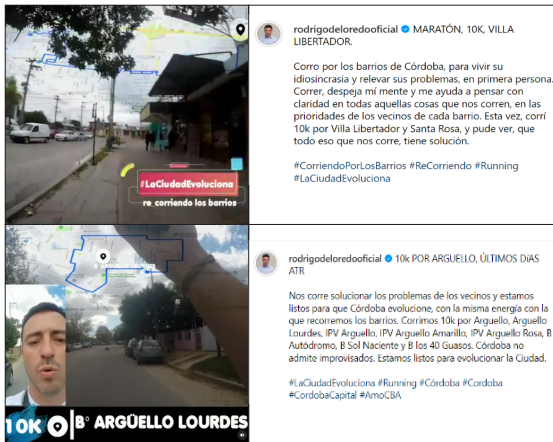 rodrigodeloredooficial MARATÓN, 10K, VILLA
LIBERTADOR.
Corro por los barrios de Córdoba, para vivir su
idiosincrasia y relevar sus problemas, en primera persona.
Correr, despeja mí mente y me ayuda a pensar con
claridad en todas aquellas cosas que nos corren, en las
prioridades de los vecinos de cada barrio. Esta vez, corrí
10k por Villa Libertador y Santa Rosa, y pude ver, que
todo eso que nos corre, tiene solución.
#CorriendoPorLosBarrios #ReCorriendo #Running
#LaCiudadEvoluciona
#LaCiudadEvoluciona
re_corriendo los barrios
rodrigodeloredooficial 10k POR ARGUELLO, ÚLTIMOS DíAS
ATR
Nos corre solucionar los problemas de los vecinos y estamos
listos para que Córdoba evolucione, con la misma energía con la
que recorremos los barrios. Corrimos 10k por Arguello, Arguello
Lourdes, IPV Arguello, IPV Arguello Amarillo, IPV Arguello Rosa, B
Autódromo, B Sol Naciente y B los 40 Guasos. Córdoba no
admite improvisados. Estamos listos para evolucionar la Ciudad.
#LaCiudadEvoluciona #Running #Córdoba #Cordoba
#CordobaCapital #AmoCBA
10K B° ARGÜELLO LOURDES